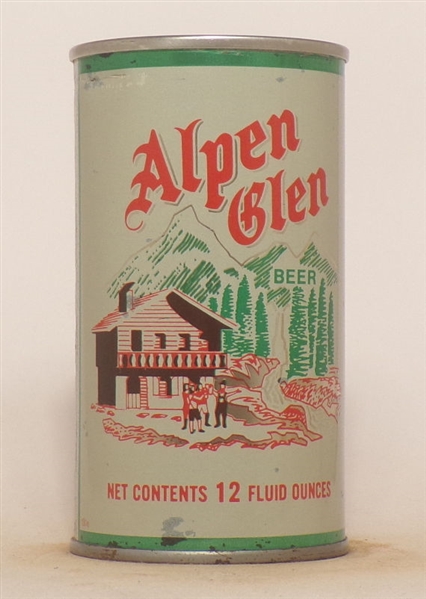 Alpen
Glen
BEER
NET CONTENTS 12 FLUID OUNCES